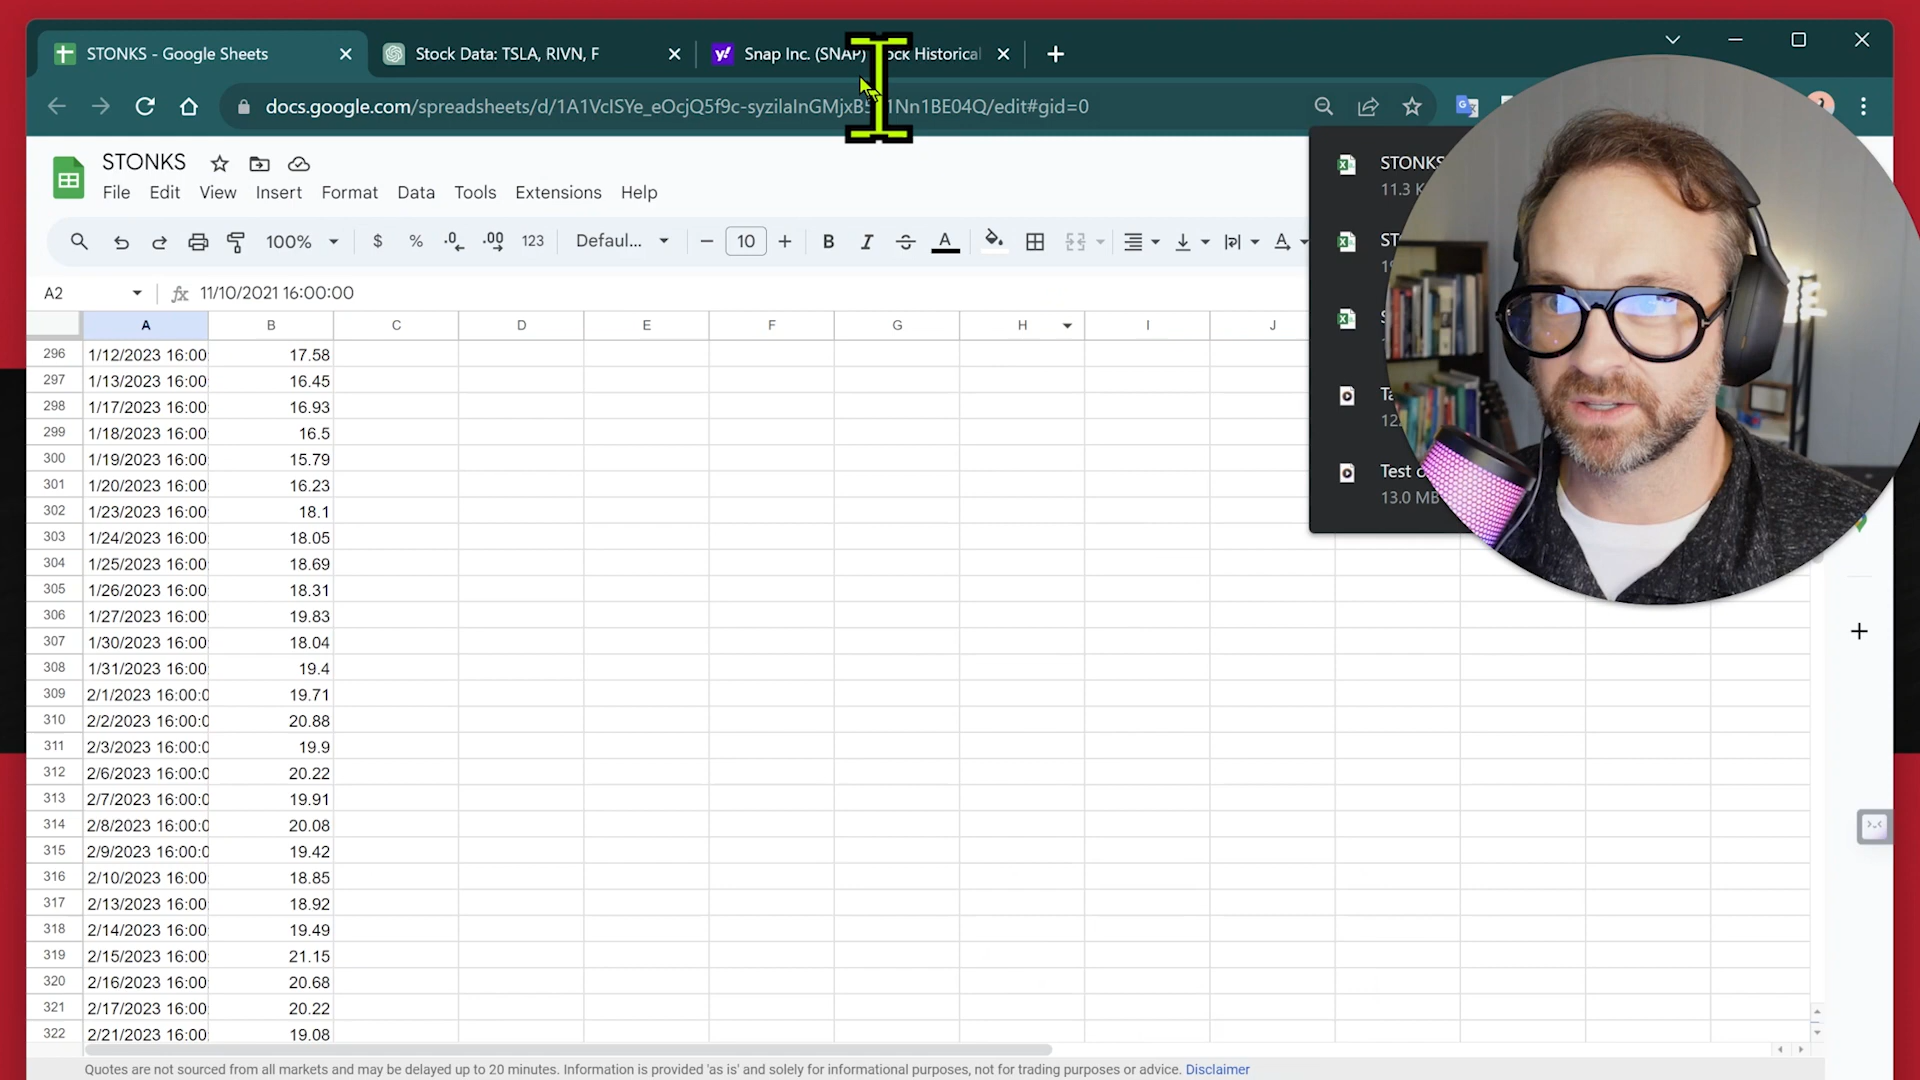 STONKS - Google Sheets
Stock Data: TSLA, RIVN, F
Snap Inc. (SNAP) ock Historical
docs.google.com/spreadsheets/d/
/edit#gid=0
STONKS
File Edit View Insert Format Data Tools Extensions Help
100% $ % .0 .00 123 Defaul... 10 B I A
A2 fx 11/10/2021 16:00:00
A B C D E F G H I J
296 1/12/2023 16:00: 17.58
297 1/13/2023 16:00: 16.45
298 1/17/2023 16:00: 16.93
299 1/18/2023 16:00: 16.5
300 1/19/2023 16:00: 15.79
301 1/20/2023 16:00: 16.23
302 1/23/2023 16:00: 18.1
303 1/24/2023 16:00: 18.05
304 1/25/2023 16:00: 18.69
305 1/26/2023 16:00: 18.31
306 1/27/2023 16:00: 19.83
307 1/30/2023 16:00: 18.04
308 1/31/2023 16:00: 19.4
309 2/1/2023 16:00:0 19.71
310 2/2/2023 16:00:0 20.88
311 2/3/2023 16:00:0 19.9
312 2/6/2023 16:00:0 20.22
313 2/7/2023 16:00:0 19.91
314 2/8/2023 16:00:0 20.08
315 2/9/2023 16:00:0 19.42
316 2/10/2023 16:00: 18.85
317 2/13/2023 16:00: 18.92
318 2/14/2023 16:00: 19.49
319 2/15/2023 16:00: 21.15
320 2/16/2023 16:00: 20.68
321 2/17/2023 16:00: 20.22
322 2/21/2023 16:00: 19.08
STONKS
11.3 K
ST
Ta
Test
13.0 MB
Quotes are not sourced from all markets and may be delayed up to 20 minutes. Information is provided 'as is' and solely for informational purposes, not for trading purposes or advice. Disclaimer